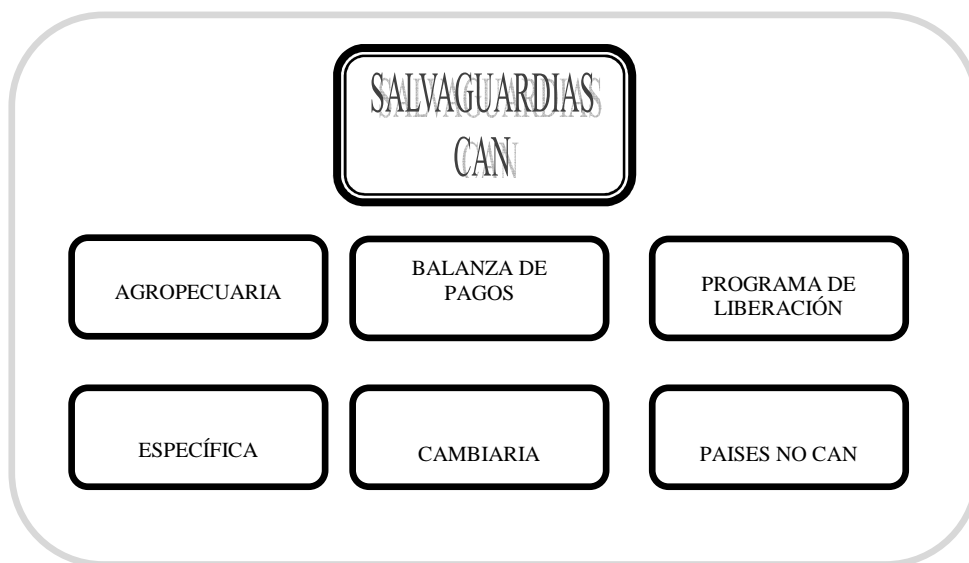 SALVAGUARDIAS
CAN
AGROPECUARIA
BALANZA DE
PAGOS
PROGRAMA DE
LIBERACIÓN
ESPECÍFICA
CAMBIARIA
PAISES NO CAN